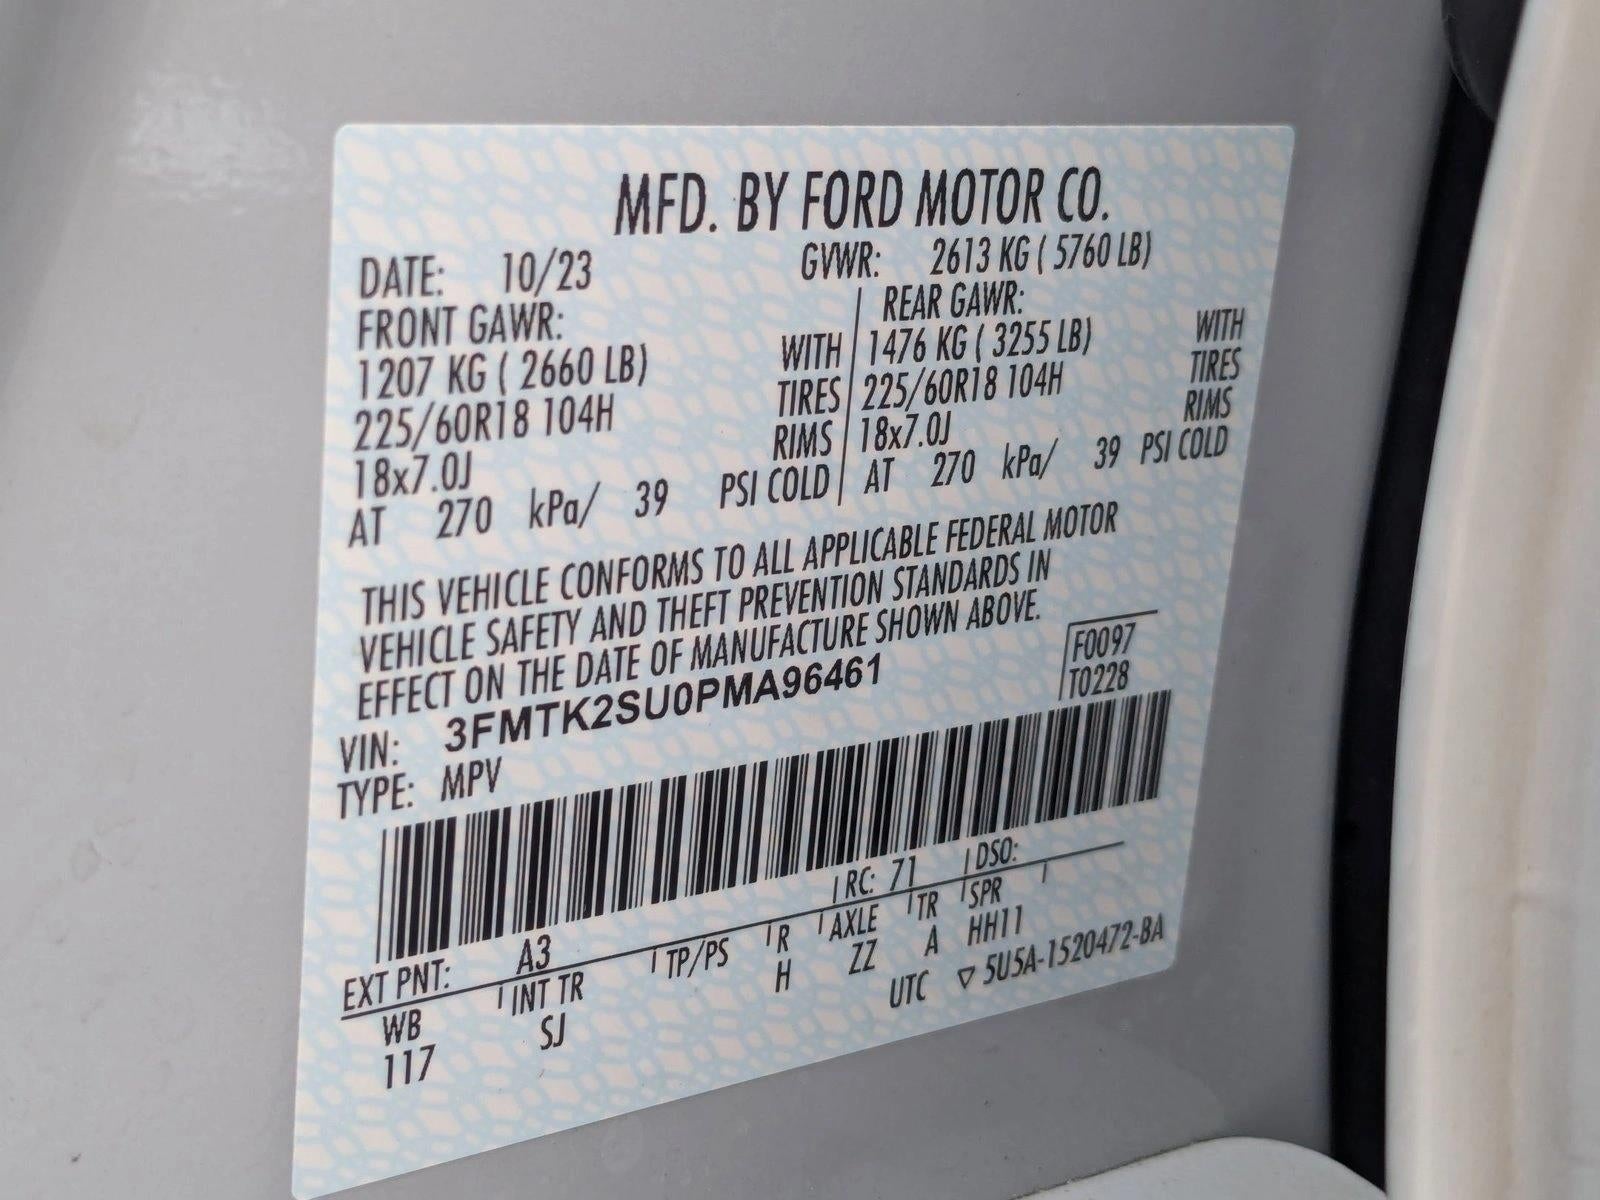 MFD. BY FORD MOTOR CO.
DATE: 10/23 GVWR: 2613 KG ( 5760 LB)
FRONT GAWR: REAR GAWR:
1207 KG ( 2660 LB) WITH 1476 KG ( 3255 LB) WITH
225/60R18 104H TIRES 225/60R18 104H TIRES
18x7.0J RIMS 18x7.0J RIMS
AT 270 kPa/ 39 PSI COLD AT 270 kPa/ 39 PSI COLD
THIS VEHICLE CONFORMS TO ALL APPLICABLE FEDERAL MOTOR
VEHICLE SAFETY AND THEFT PREVENTION STANDARDS IN
EFFECT ON THE DATE OF MANUFACTURE SHOWN ABOVE.
VIN: 3FMTK2SU0PMA96461 F0097
TYPE: MPV T0228
EXT PNT: A3 RC: 71 DSO:
WB INT TR TP/PS R AXLE TR SPR
117 SJ H ZZ A HH11
UTC ▽ 5U5A-1520472-BA